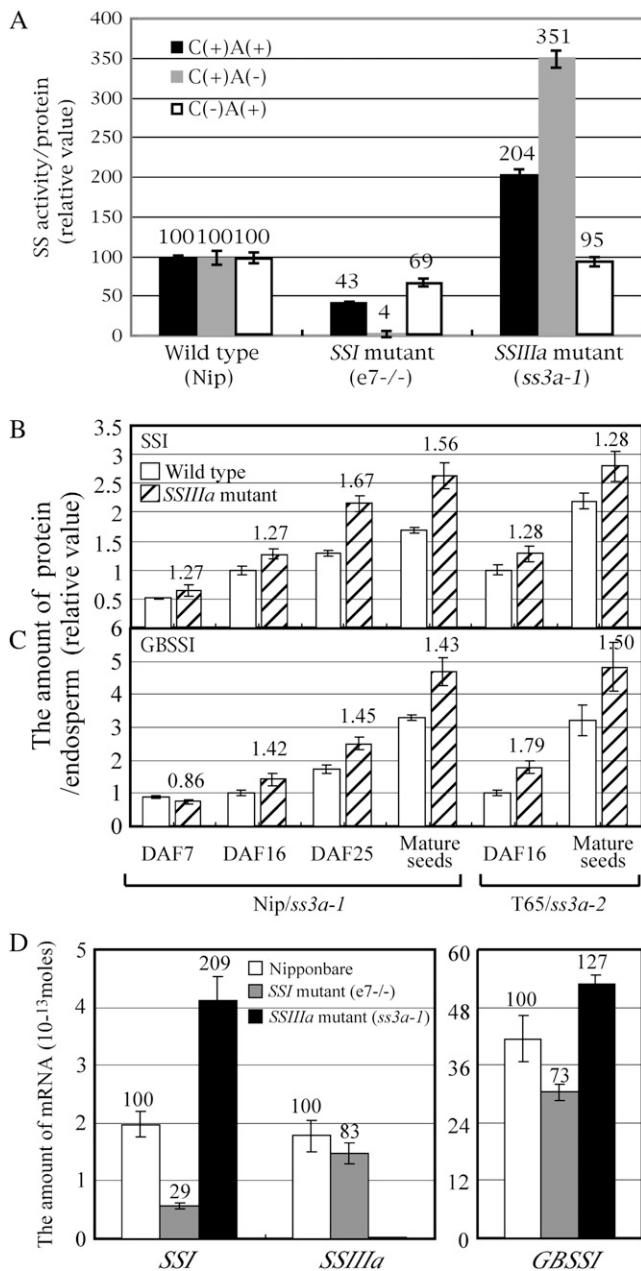 A
SS activity/protein
(relative value)
400
350
300
250
200
150
100
50
0
C(+)A(+)
C(+)A(-)
C(-)A(+)
100 100 100
43
4
69
204
351
95
Wild type
(Nip)
SSI mutant
(e7-/-)
SSIIIa mutant
(ss3a-1)
The amount of protein
/endosperm (relative value)
B
3.5
3
2.5
2
1.5
1
0.5
SSI
Wild type
SSIIIa mutant
1.27
1.27
1.67
1.56
1.28
1.28
C
6
5
4
3
2
1
0
GBSSI
0.86
1.42
1.45
1.43
1.79
1.50
DAF7
DAF16
DAF25
Mature
seeds
DAF16
Mature
seeds
Nip/ss3a-1
T65/ss3a-2
D
The amount of mRNA (10-¹³moles)
5
4
3
2
1
0
Nipponbare
SSI mutant (e7-/-)
SSIIIa mutant (ss3a-1)
100
29
209
100
83
SSI
SSIIIa
60
48
36
24
12
0
100
73
127
GBSSI